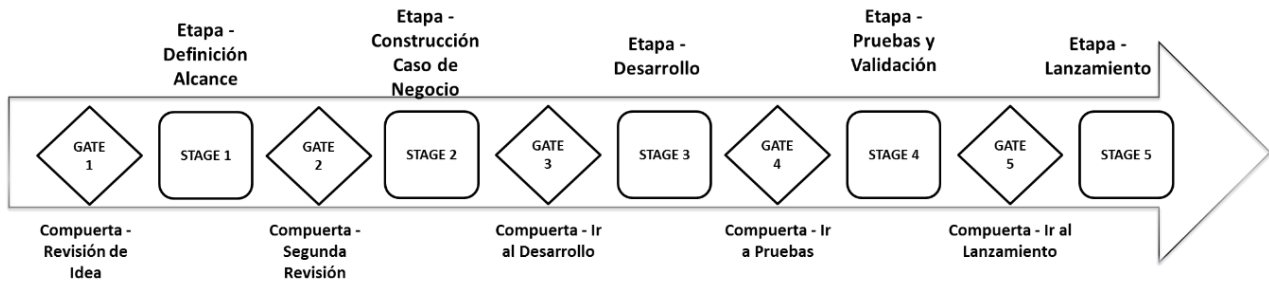 Etapa -
Definición
Alcance
Etapa -
Construcción
Caso de
Negocio
Etapa -
Desarrollo
Etapa -
Pruebas y
Validación
Etapa -
Lanzamiento
GATE
1
STAGE 1
GATE
2
STAGE 2
GATE
3
STAGE 3
GATE
4
STAGE 4
GATE
5
STAGE 5
Compuerta -
Revisión de
Idea
Compuerta -
Segunda
Revisión
Compuerta - Ir
al Desarrollo
Compuerta - Ir
a Pruebas
Compuerta - Ir al
Lanzamiento